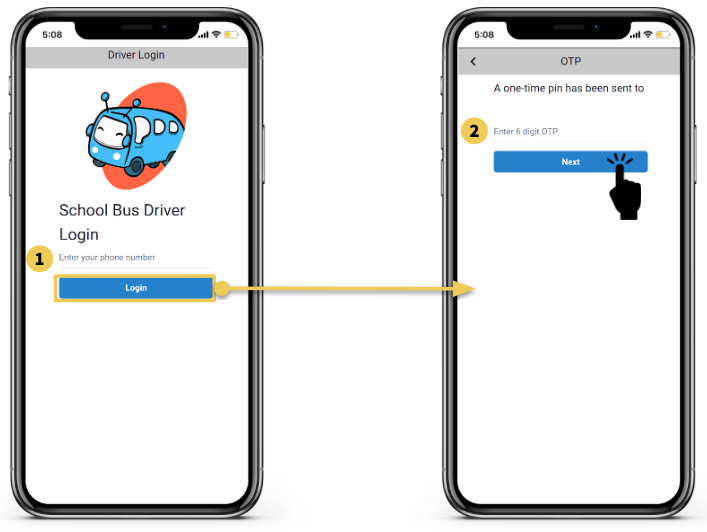 5:08
Driver Login
School Bus Driver
Login
1
Enter your phone number
Login
5:08
OTP
A one-time pin has been sent to
2
Enter 6 digit OTP
Next